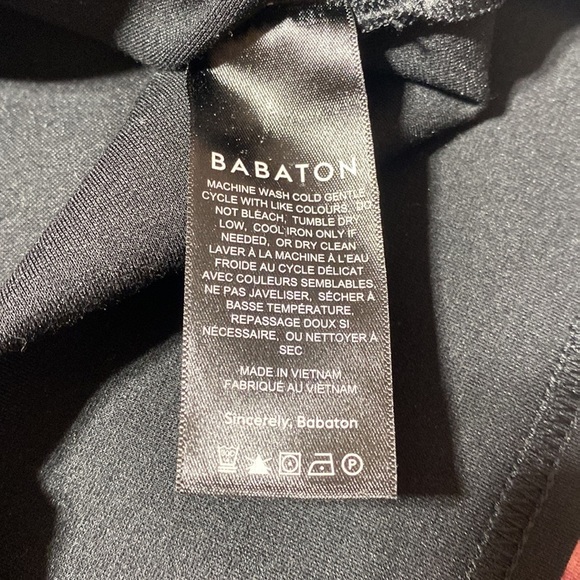 BABATON
MACHINE WASH COLD GENTLE
CYCLE WITH LIKE COLOURS, DO
NOT BLEACH, TUMBLE DRY
LOW, COOL IRON ONLY IF
NEEDED, OR DRY CLEAN
LAVER À LA MACHINE À L'EAU
FROIDE AU CYCLE DÉLICAT
AVEC COULEURS SEMBLABLES,
NE PAS JAVELISER, SÉCHER À
BASSE TEMPÉRATURE,
REPASSAGE DOUX SI
NÉCESSAIRE, OU NETTOYER À
SEC
MADE IN VIETNAM
FABRIQUÉ AU VIETNAM
Sincerely, Babaton
P